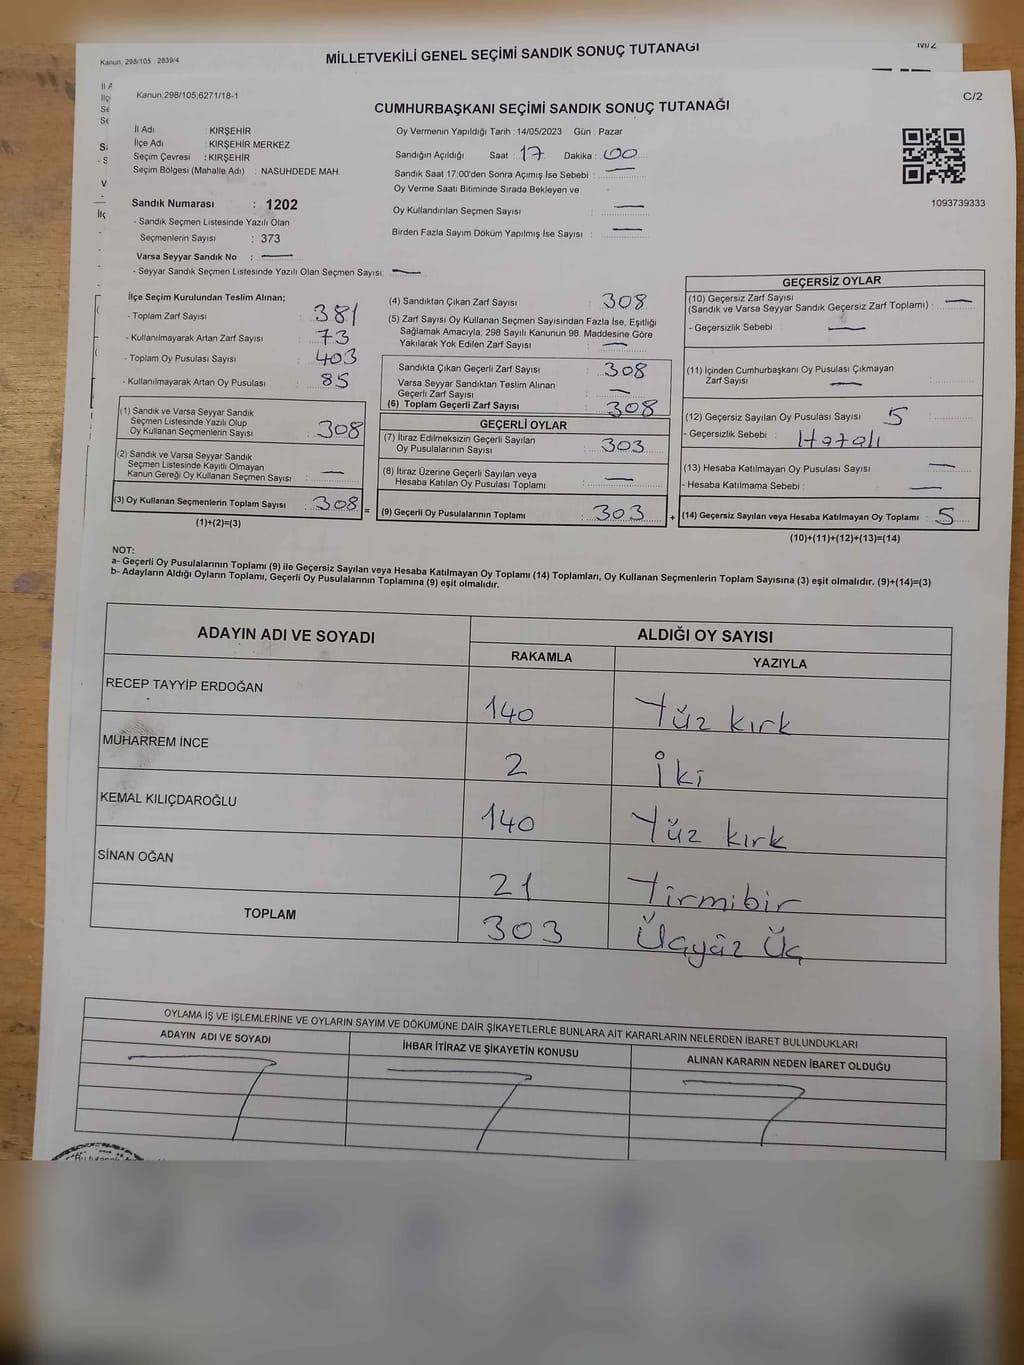 Kanun, 298/105 , 2839/4
MİLLETVEKİLİ GENEL SEÇİMİ SANDIK SONUÇ TUTANAĞI
Kanun,298/105,6271/18-1
CUMHURBAŞKANI SEÇİMİ SANDIK SONUÇ TUTANAĞI
C/2
İl Adı : KIRŞEHİR
İlçe Adı : KIRŞEHİR MERKEZ
Seçim Çevresi : KIRŞEHİR
Seçim Bölgesi (Mahalle Adı) : NASUHDEDE MAH.
Oy Vermenin Yapıldığı Tarih : 14/05/2023 Gün : Pazar
Sandığın Açıldığı Saat : 17 Dakika : 00
Sandık Saat 17:00'den Sonra Açımış İse Sebebi : —
Oy Verme Saati Bitiminde Sırada Bekleyen ve
Oy Kullandırılan Seçmen Sayısı : —
Birden Fazla Sayım Döküm Yapılmış İse Sayısı : —
1093739333
Sandık Numarası : 1202
- Sandık Seçmen Listesinde Yazılı Olan
Seçmenlerin Sayısı : 373
Varsa Seyyar Sandık No : —
- Seyyar Sandık Seçmen Listesinde Yazılı Olan Seçmen Sayısı: —
İlçe Seçim Kurulundan Teslim Alınan;
- Toplam Zarf Sayısı : 381
- Kullanılmayarak Artan Zarf Sayısı : 73
- Toplam Oy Pusulası Sayısı : 403
- Kullanılmayarak Artan Oy Pusulası : 85
(1) Sandık ve Varsa Seyyar Sandık
Seçmen Listesinde Yazılı Olup
Oy Kullanan Seçmenlerin Sayısı : 308
(2) Sandık ve Varsa Seyyar Sandık
Seçmen Listesinde Kayıtlı Olmayan
Kanun Gereği Oy Kullanan Seçmen Sayısı : —
(3) Oy Kullanan Seçmenlerin Toplam Sayısı : 308 =
(1)+(2)=(3)
(4) Sandıktan Çıkan Zarf Sayısı : 308
(5) Zarf Sayısı Oy Kullanan Seçmen Sayısından Fazla İse, Eşitliği
Sağlamak Amacıyla; 298 Sayılı Kanunun 98. Maddesine Göre
Yakılarak Yok Edilen Zarf Sayısı : —
Sandıkta Çıkan Geçerli Zarf Sayısı : 308
Varsa Seyyar Sandıktan Teslim Alınan
Geçerli Zarf Sayısı : —
(6) Toplam Geçerli Zarf Sayısı : 308
GEÇERLİ OYLAR
(7) İtiraz Edilmeksizin Geçerli Sayılan
Oy Pusulalarının Sayısı : 303
(8) İtiraz Üzerine Geçerli Sayılan veya
Hesaba Katılan Oy Pusulası Toplamı : —
(9) Geçerli Oy Pusulalarının Toplamı : 303 +
GEÇERSİZ OYLAR
(10) Geçersiz Zarf Sayısı
(Sandık ve Varsa Seyyar Sandık Geçersiz Zarf Toplamı) : —
- Geçersizlik Sebebi : —
(11) İçinden Cumhurbaşkanı Oy Pusulası Çıkmayan
Zarf Sayısı : —
(12) Geçersiz Sayılan Oy Pusulası Sayısı : 5
- Geçersizlik Sebebi : Hatalı
(13) Hesaba Katılmayan Oy Pusulası Sayısı : —
- Hesaba Katılmama Sebebi : —
(14) Geçersiz Sayılan veya Hesaba Katılmayan Oy Toplamı : 5
(10)+(11)+(12)+(13)=(14)
NOT:
a- Geçerli Oy Pusulalarının Toplamı (9) ile Geçersiz Sayılan veya Hesaba Katılmayan Oy Toplamı (14) Toplamları, Oy Kullanan Seçmenlerin Toplam Sayısına (3) eşit olmalıdır. (9)+(14)=(3)
b- Adayların Aldığı Oyların Toplamı, Geçerli Oy Pusulalarının Toplamına (9) eşit olmalıdır.
ADAYIN ADI VE SOYADI
ALDIĞI OY SAYISI
RAKAMLA YAZIYLA
RECEP TAYYİP ERDOĞAN 140 Yüz kırk
MUHARREM İNCE 2 İki
KEMAL KILIÇDAROĞLU 140 Yüz kırk
SİNAN OĞAN 21 Yirmibir
TOPLAM 303 Üçyüz Üç
OYLAMA İŞ VE İŞLEMLERİNE VE OYLARIN SAYIM VE DÖKÜMÜNE DAİR ŞİKAYETLERLE BUNLARA AİT KARARLARIN NELERDEN İBARET BULUNDUKLARI
ADAYIN ADI VE SOYADI
İHBAR İTİRAZ VE ŞİKAYETİN KONUSU
ALINAN KARARIN NEDEN İBARET OLDUĞU